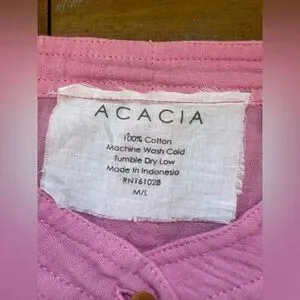 ACACIA
100% Cotton
Machine Wash Cold
Tumble Dry Low
Made in Indonesia
RN161028
M/L